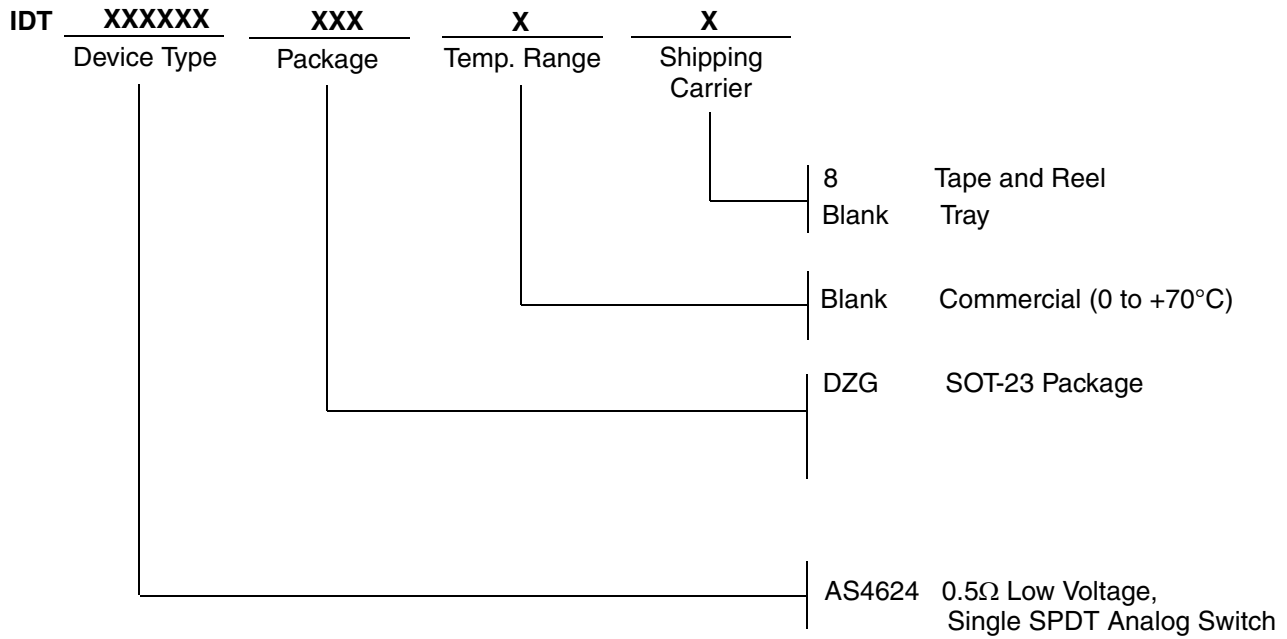 IDT XXXXXX XXX X X
Device Type Package Temp. Range Shipping
Carrier
8 Tape and Reel
Blank Tray
Blank Commercial (0 to +70°C)
DZG SOT-23 Package
AS4624 0.5Ω Low Voltage,
Single SPDT Analog Switch